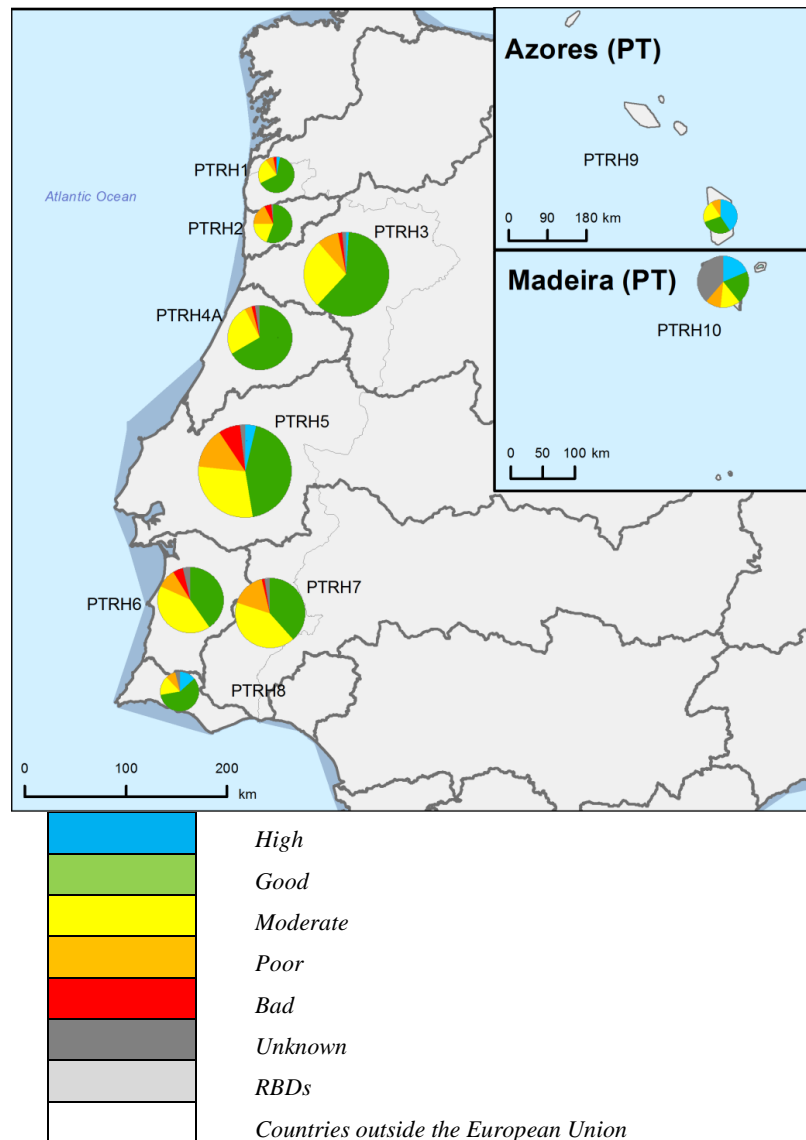 Azores (PT)
PTRH1
PTRH9
Atlantic Ocean
PTRH2
PTRH3
0 90 180 km
Madeira (PT)
PTRH4A
PTRH10
PTRH5
0 50 100 km
PTRH7
PTRH6
PTRH8
0 100 200
km
High
Good
Moderate
Poor
Bad
Unknown
RBDs
Countries outside the European Union